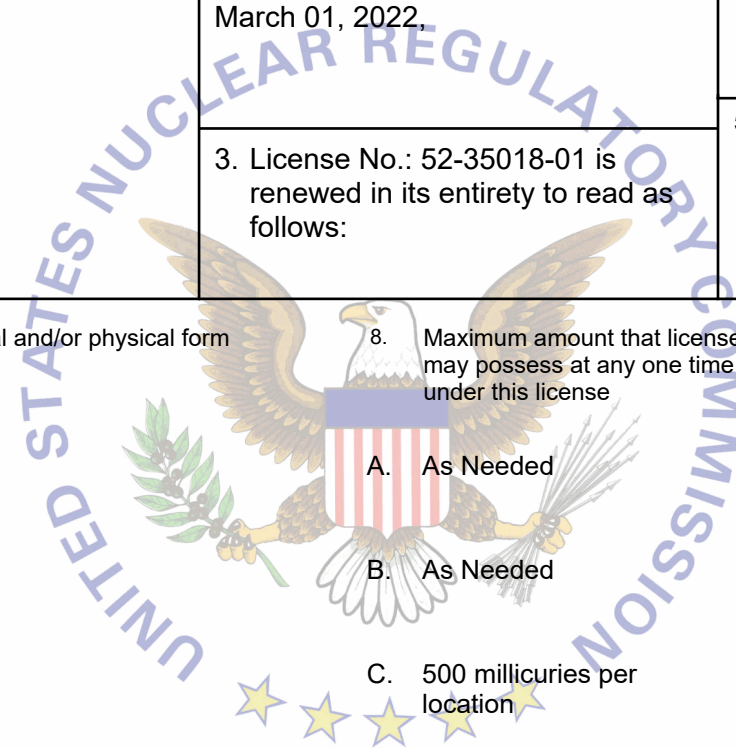 March 01, 2022,
3. License No.: 52-35018-01 is
renewed in its entirety to read as
follows:
and/or physical form
8. Maximum amount that license
may possess at any one time
under this license
A. As Needed
B. As Needed
C. 500 millicuries per
location
UNITED STATES NUCLEAR REGULATORY COMMISSION